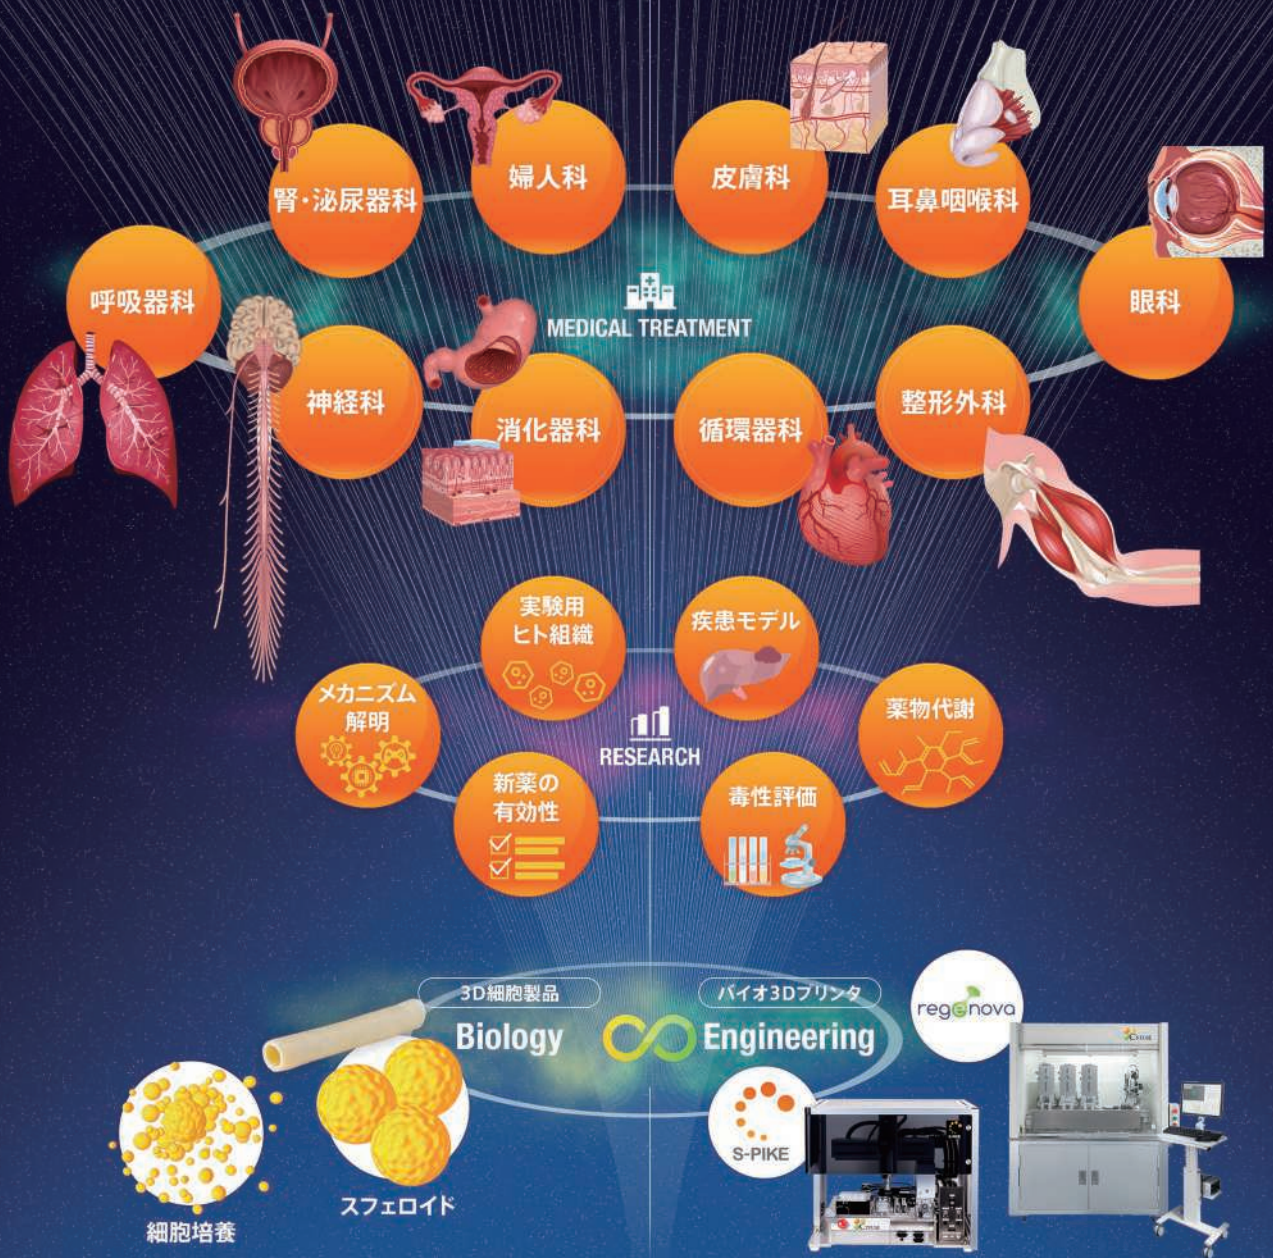 腎・泌尿器科
婦人科
皮膚科
耳鼻咽喉科
呼吸器科
眼科
MEDICAL TREATMENT
神経科
消化器科
循環器科
整形外科
実験用
ヒト組織
疾患モデル
メカニズム
解明
薬物代謝
RESEARCH
新薬の
有効性
毒性評価
3D細胞製品
バイオ3Dプリンタ
Biology
Engineering
regenova
S-PIKE
Cyfuse
スフェロイド
細胞培養